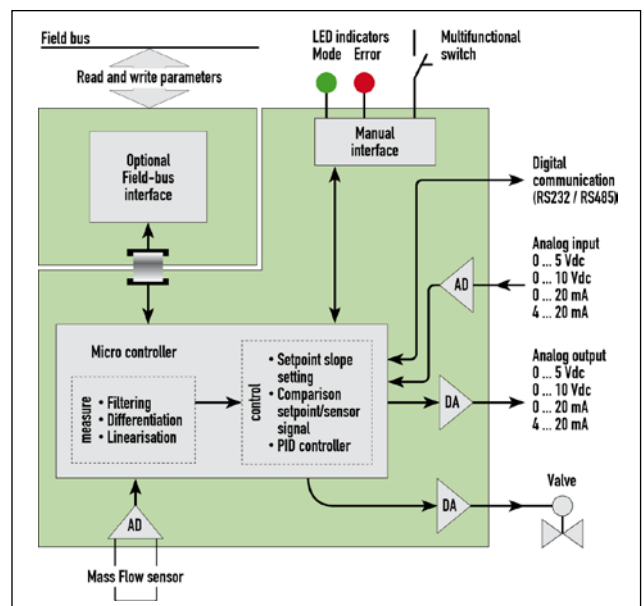 Field bus
Read and write parameters
LED indicators
Mode Error
Multifunctional
switch
Optional
Field-bus
interface
Manual
interface
Digital
communication
(RS232 / RS485)
Analog input
0 ... 5 Vdc
0 ... 10 Vdc
0 ... 20 mA
4 ... 20 mA
AD
Micro controller
measure
• Filtering
• Differentiation
• Linearisation
control
• Setpoint slope
setting
• Comparison
setpoint/sensor
signal
• PID controller
DA
Analog output
0 ... 5 Vdc
0 ... 10 Vdc
0 ... 20 mA
4 ... 20 mA
DA
Valve
AD
Mass Flow sensor